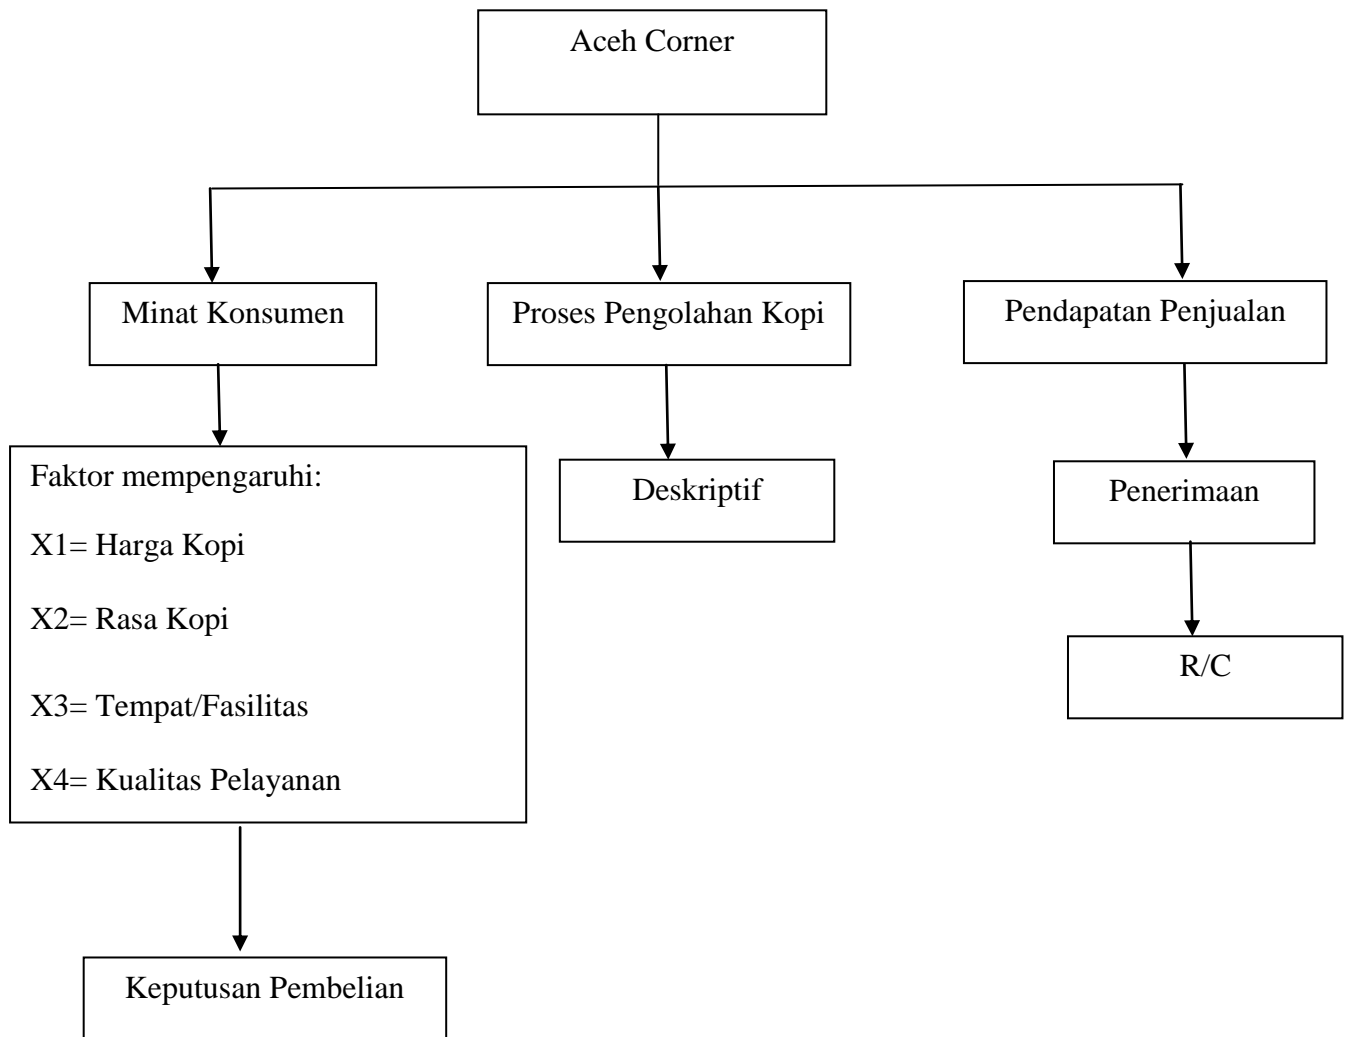 Aceh Corner
Minat Konsumen
Proses Pengolahan Kopi
Pendapatan Penjualan
Faktor mempengaruhi:
X1= Harga Kopi
X2= Rasa Kopi
X3= Tempat/Fasilitas
X4= Kualitas Pelayanan
Deskriptif
Penerimaan
R/C
Keputusan Pembelian